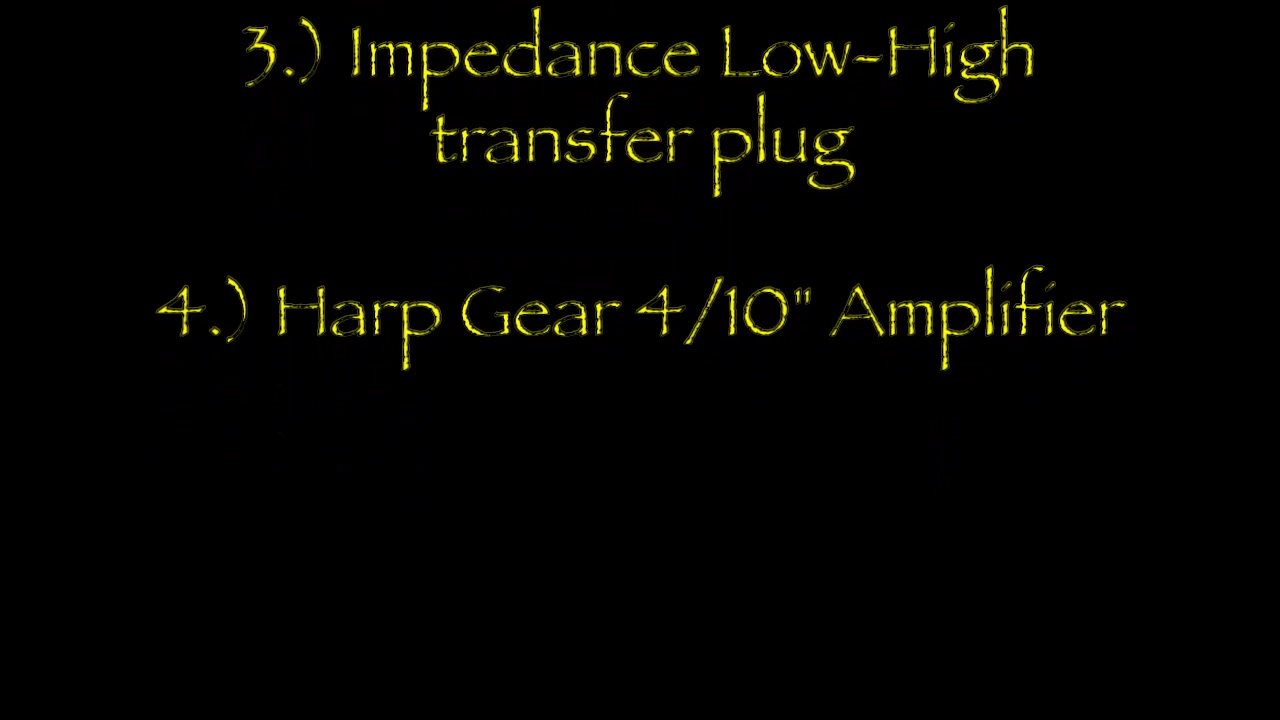 3.) Impedance Low-High
transfer plug
4.) Harp Gear 4/10" Amplifier